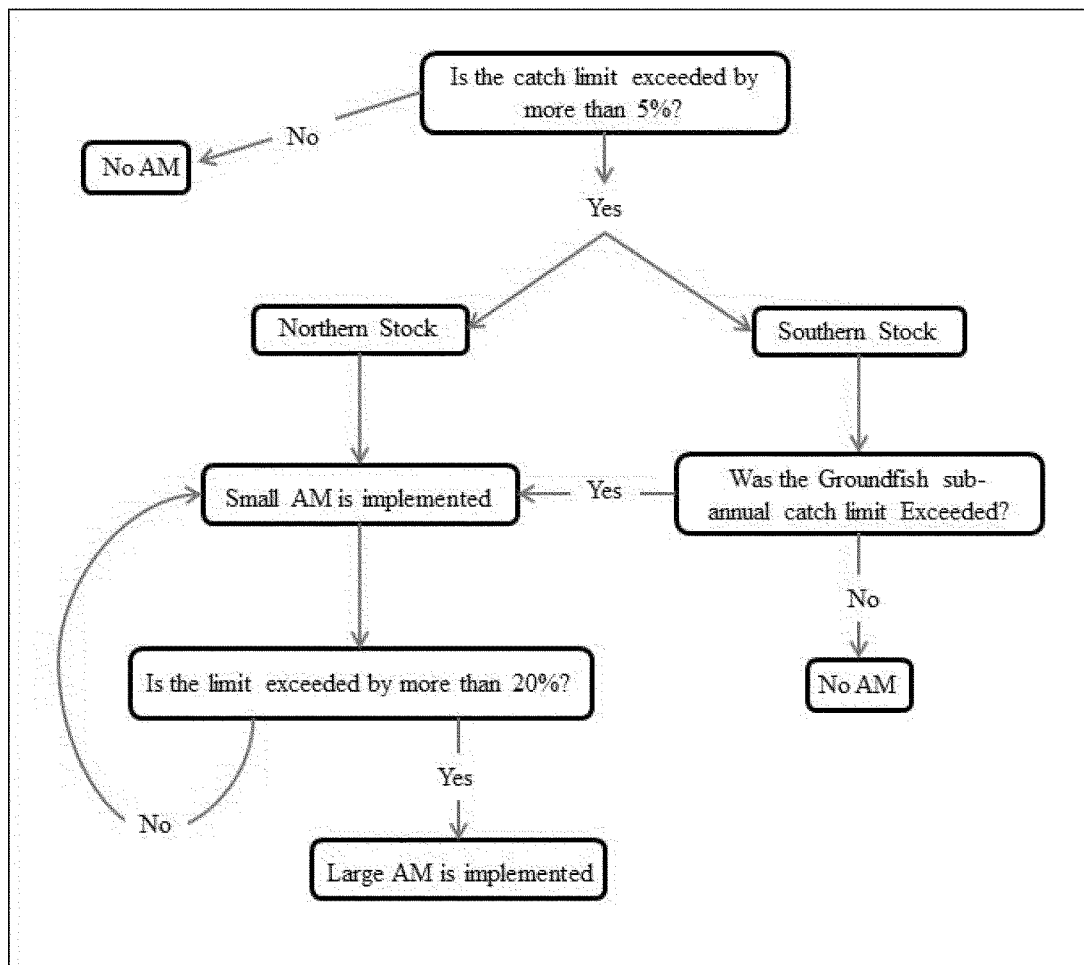 Is the catch limit exceeded by
more than 5%?
No
No AM
Yes
Northern Stock
Southern Stock
Small AM is implemented
Yes
Was the Groundfish sub-
annual catch limit Exceeded?
No
Is the limit exceeded by more than 20%?
No AM
Yes
No
Large AM is implemented